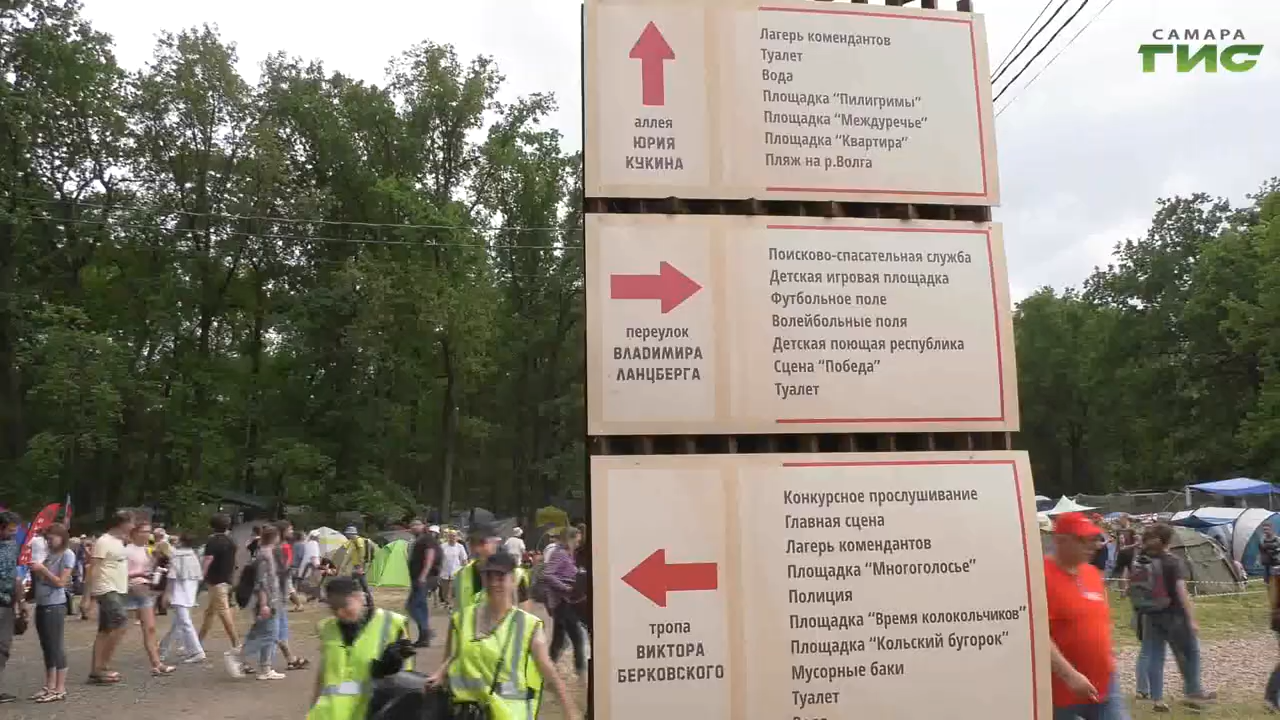 САМАРА
ГИС
аллея
ЮРИЯ
КУКИНА
Лагерь комендантов
Туалет
Вода
Площадка “Пилигримы”
Площадка “Междуречье”
Площадка “Квартира”
Пляж на р.Волга
переулок
ВЛАДИМИРА
ЛАНЦБЕРГА
Поисково-спасательная служба
Детская игровая площадка
Футбольное поле
Волейбольные поля
Детская поющая республика
Сцена “Победа”
Туалет
тропа
ВИКТОРА
БЕРКОВСКОГО
Конкурсное прослушивание
Главная сцена
Лагерь комендантов
Площадка “Многоголосье”
Полиция
Площадка “Время колокольчиков”
Площадка “Кольский бугорок”
Мусорные баки
Туалет